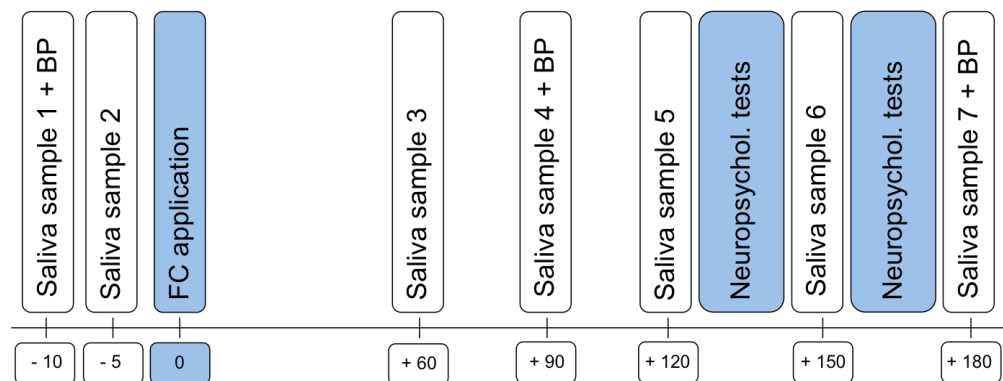 Saliva sample 1 + BP
Saliva sample 2
FC application
Saliva sample 3
Saliva sample 4 + BP
Saliva sample 5
Neuropsychol. tests
Saliva sample 6
Neuropsychol. tests
Saliva sample 7 + BP
- 10
- 5
0
+ 60
+ 90
+ 120
+ 150
+ 180